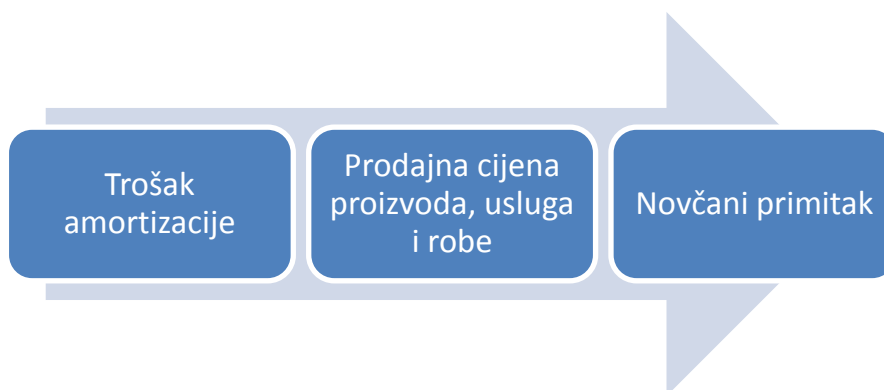 Trošak
amortizacije
Prodajna cijena
proizvoda, usluga
i robe
Novčani primitak